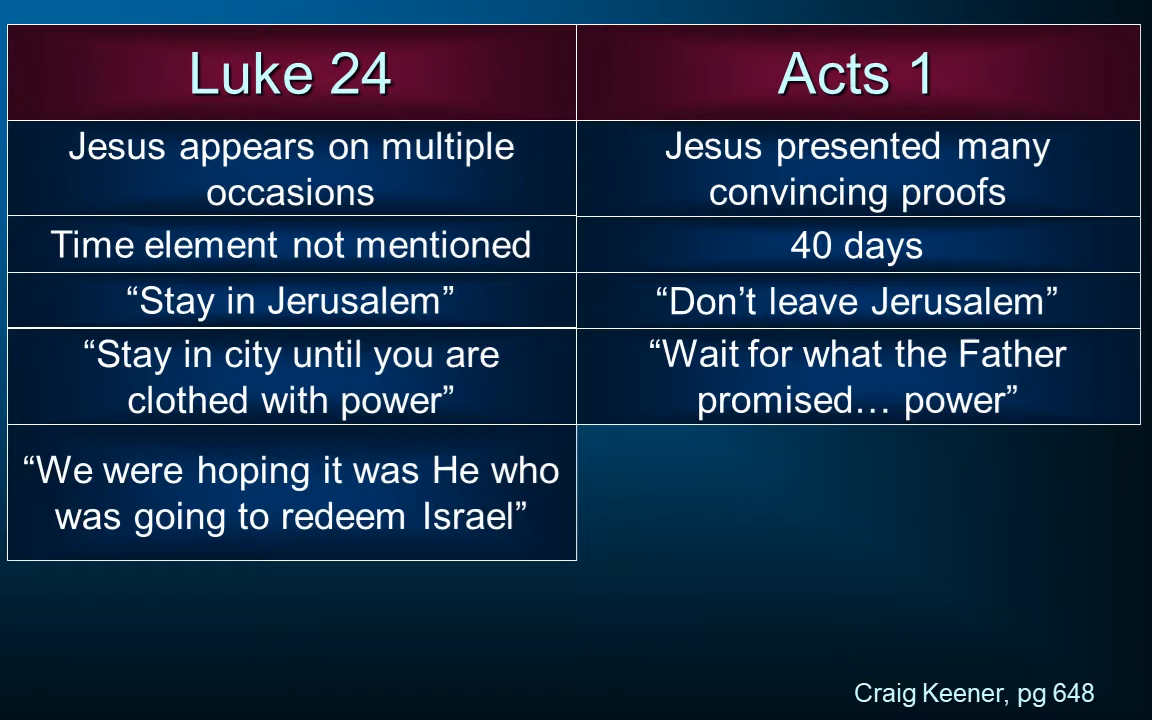 Luke 24
Acts 1
Jesus appears on multiple
occasions
Jesus presented many
convincing proofs
Time element not mentioned
40 days
“Stay in Jerusalem”
“Don’t leave Jerusalem”
“Stay in city until you are
clothed with power”
“Wait for what the Father
promised… power”
“We were hoping it was He who
was going to redeem Israel”
Craig Keener, pg 648